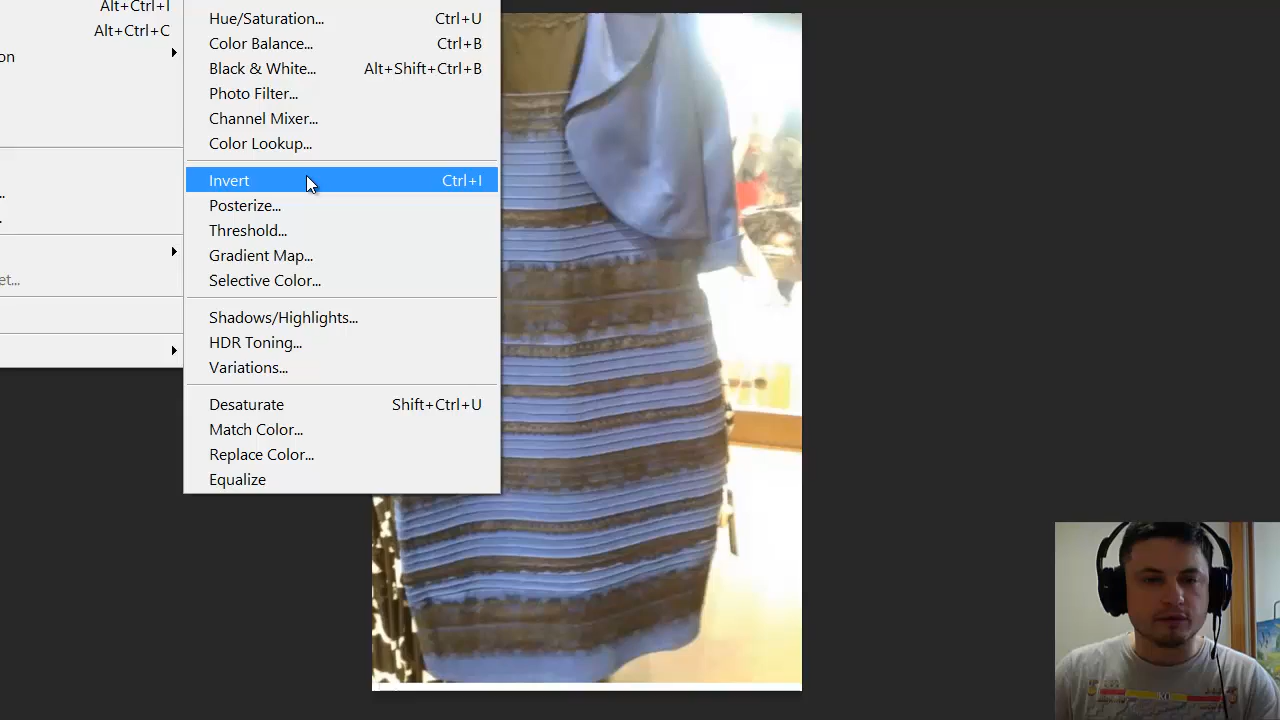 Alt+Ctrl+I
Alt+Ctrl+C
on
et...
Hue/Saturation... Ctrl+U
Color Balance... Ctrl+B
Black & White... Alt+Shift+Ctrl+B
Photo Filter...
Channel Mixer...
Color Lookup...
Invert Ctrl+I
Posterize...
Threshold...
Gradient Map...
Selective Color...
Shadows/Highlights...
HDR Toning...
Variations...
Desaturate Shift+Ctrl+U
Match Color...
Replace Color...
Equalize